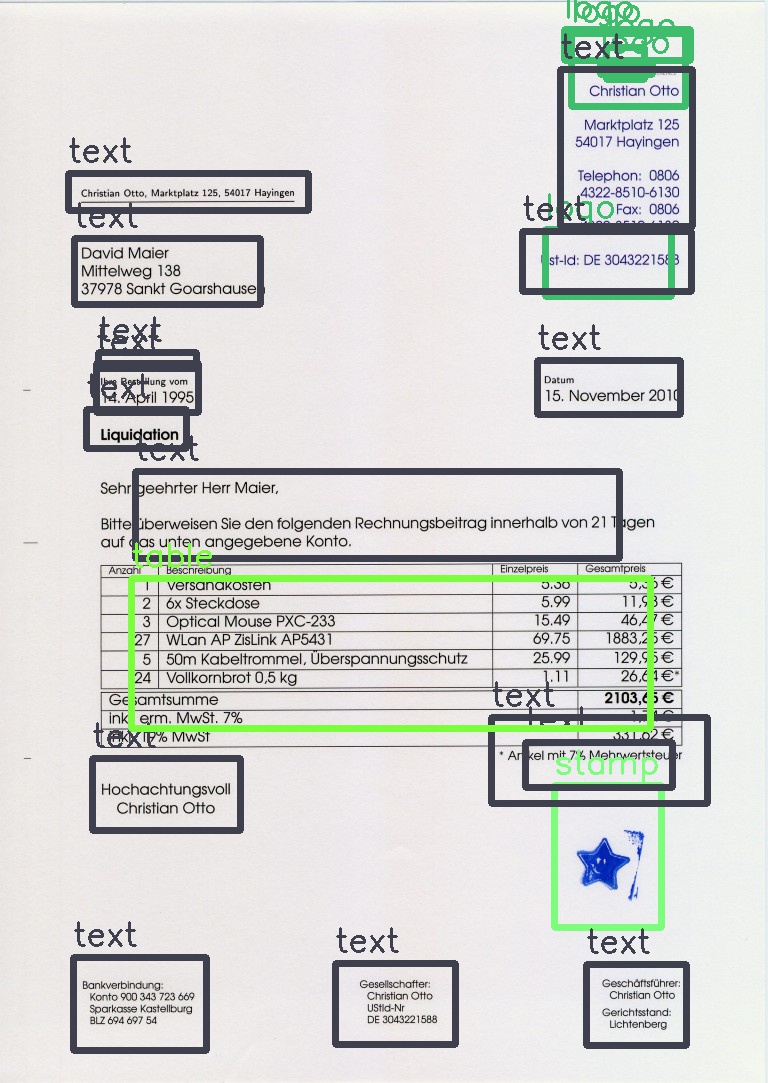 logo
logo
logo
text
Christian Otto
Marktplatz 125
54017 Hayingen
Telephon: 0806
4322-8510-6130
Fax: 0806
text
logo
Ust-Id: DE 3043221588
text
Christian Otto, Marktplatz 125, 54017 Hayingen
text
David Maier
Mittelweg 138
37978 Sankt Goarshausen
text
text
Ihre Bestellung vom
14. April 1995
text
Datum
15. November 2010
text
Liquidation
text
Sehr geehrter Herr Maier,
Bitte überweisen Sie den folgenden Rechnungsbeitrag innerhalb von 21 Tagen
auf das unten angegebene Konto.
table
Anzahl Beschreibung Einzelpreis Gesamtpreis
1 Versandkosten 5.36 5,36 €
2 6x Steckdose 5.99 11,98 €
3 Optical Mouse PXC-233 15.49 46,47 €
27 WLan AP ZisLink AP5431 69.75 1883,25 €
5 50m Kabeltrommel, Überspannungsschutz 25.99 129,95 €
24 Vollkornbrot 0,5 kg 1.11 26,64 €*
Gesamtsumme 2103,65 €
ink. erm. MwSt. 7% 1,74 €
ink. 19% MwSt 331,62 €
text
text
* Artikel mit 7% Mehrwertsteuer
text
Hochachtungsvoll
Christian Otto
stamp
text
Bankverbindung:
Konto 900 343 723 669
Sparkasse Kastellburg
BLZ 694 697 54
text
Gesellschafter:
Christian Otto
UStId-Nr
DE 3043221588
text
Geschäftsführer:
Christian Otto
Gerichtsstand:
Lichtenberg